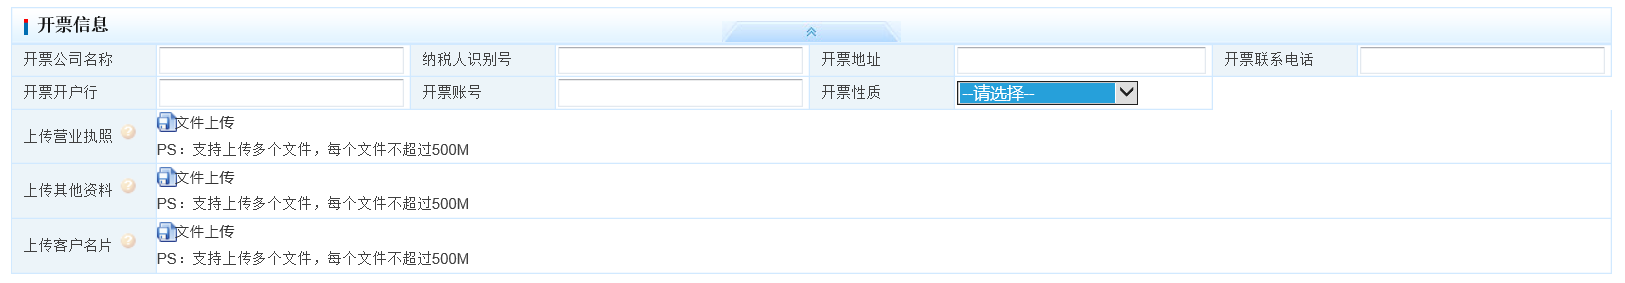 开票信息
开票公司名称 纳税人识别号 开票地址 开票联系电话
开票开户行 开票账号 开票性质 --请选择--
上传营业执照 ? 文件上传
PS：支持上传多个文件，每个文件不超过500M
上传其他资料 ? 文件上传
PS：支持上传多个文件，每个文件不超过500M
上传客户名片 ? 文件上传
PS：支持上传多个文件，每个文件不超过500M